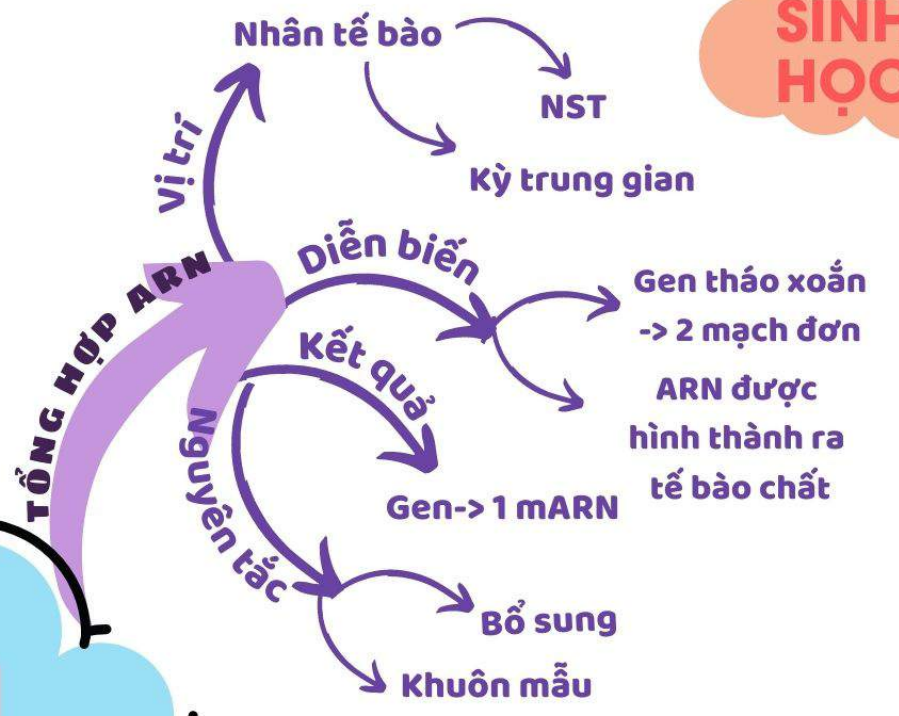 SINH
HỌC
TỔNG HỢP ARN
Vị trí
Nhân tế bào
NST
Kỳ trung gian
Diễn biến
Gen tháo xoắn
-> 2 mạch đơn
ARN được
hình thành ra
tế bào chất
Kết quả
Gen-> 1 mARN
Nguyên tắc
Bổ sung
Khuôn mẫu